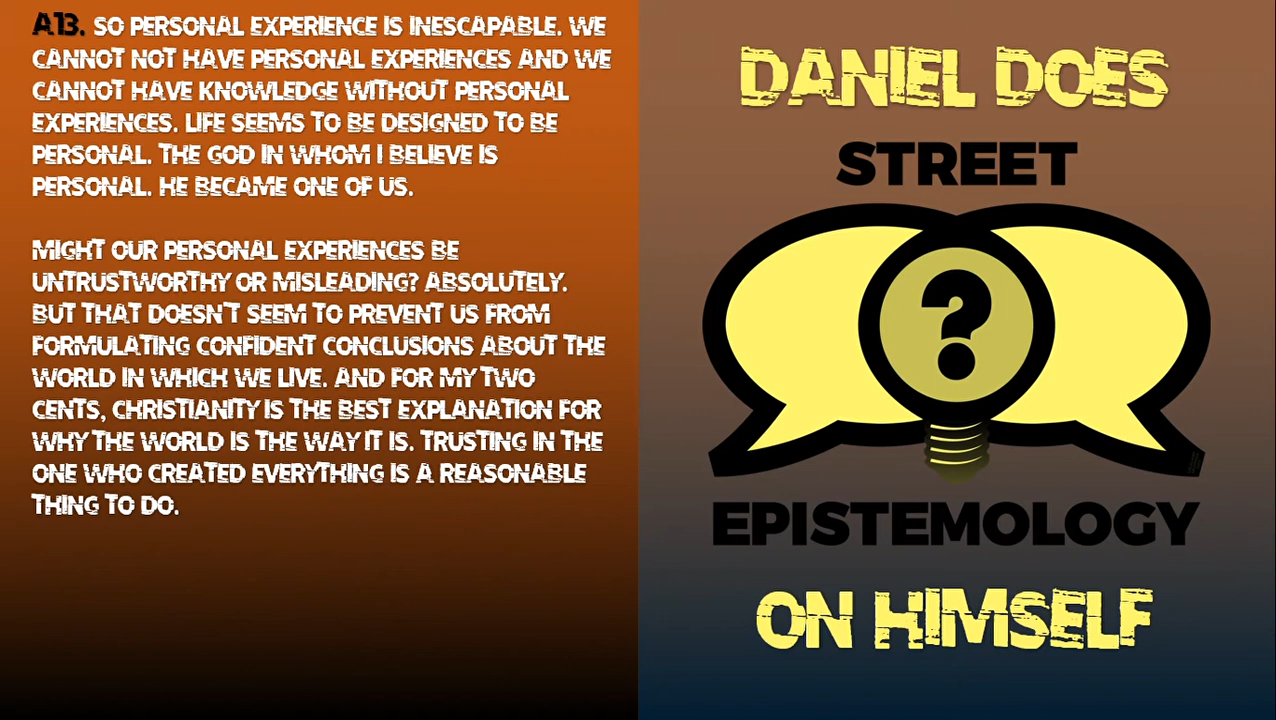 A13. SO PERSONAL EXPERIENCE IS INESCAPABLE. WE
CANNOT NOT HAVE PERSONAL EXPERIENCES AND WE
CANNOT HAVE KNOWLEDGE WITHOUT PERSONAL
EXPERIENCES. LIFE SEEMS TO BE DESIGNED TO BE
PERSONAL. THE GOD IN WHOM I BELIEVE IS
PERSONAL. HE BECAME ONE OF US.
MIGHT OUR PERSONAL EXPERIENCES BE
UNTRUSTWORTHY OR MISLEADING? ABSOLUTELY.
BUT THAT DOESN'T SEEM TO PREVENT US FROM
FORMULATING CONFIDENT CONCLUSIONS ABOUT THE
WORLD IN WHICH WE LIVE. AND FOR MY TWO
CENTS, CHRISTIANITY IS THE BEST EXPLANATION FOR
WHY THE WORLD IS THE WAY IT IS. TRUSTING IN THE
ONE WHO CREATED EVERYTHING IS A REASONABLE
THING TO DO.
DANIEL DOES
STREET
?
EPISTEMOLOGY
ON HIMSELF